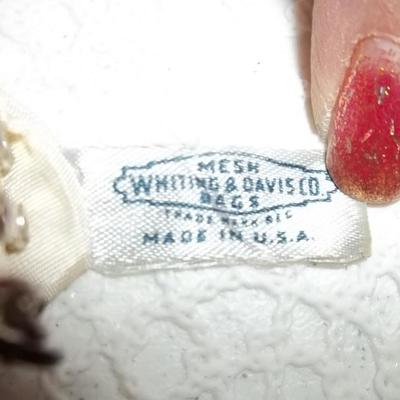 MESH
WHITING & DAVIS CO.
BAGS
TRADE MARK REG
MADE IN U.S.A.